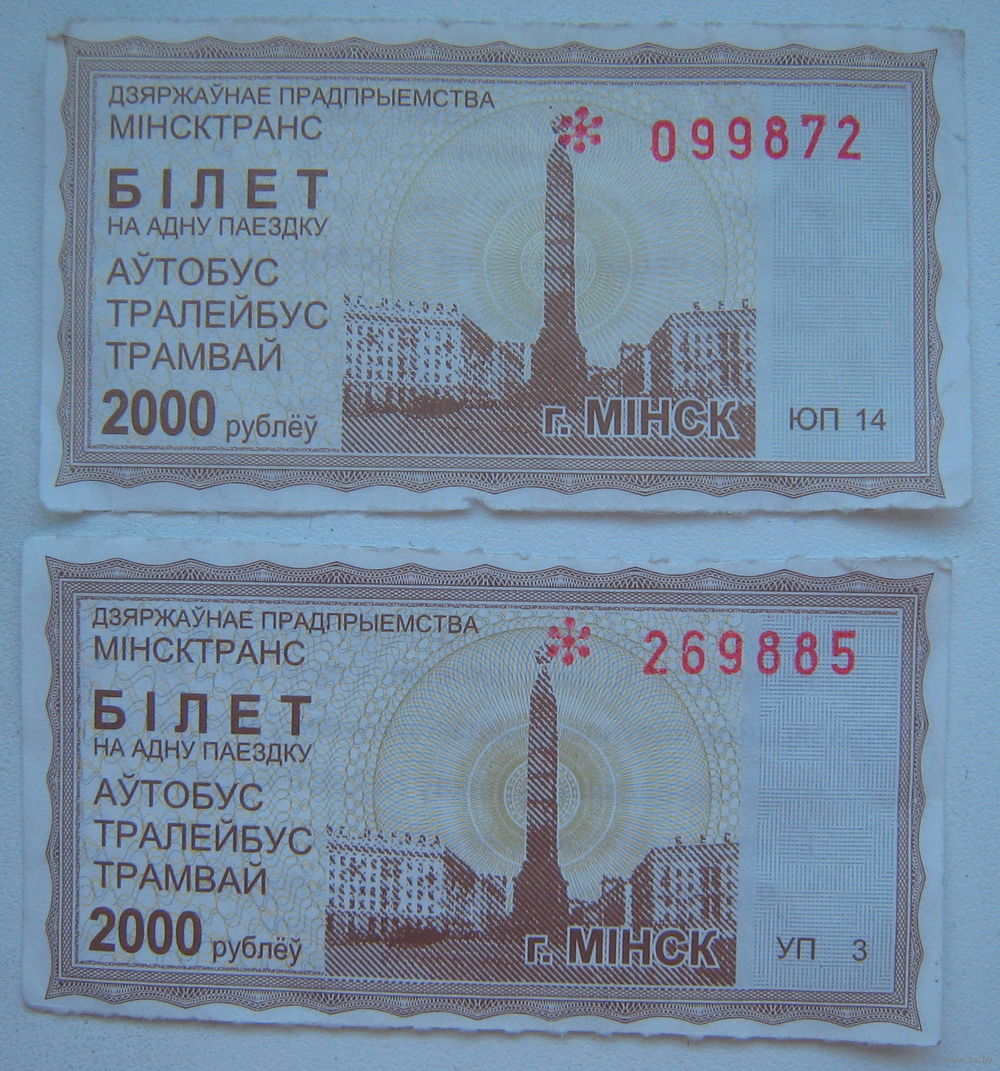 ДЗЯРЖАЎНАЕ ПРАДПРЫЕМСТВА
МІНСКТРАНС
099872
БІЛЕТ
НА АДНУ ПАЕЗДКУ
АЎТОБУС
ТРАЛЕЙБУС
ТРАМВАЙ
2000 рублёў
г. МІНСК
ЮП 14
ДЗЯРЖАЎНАЕ ПРАДПРЫЕМСТВА
МІНСКТРАНС
269885
БІЛЕТ
НА АДНУ ПАЕЗДКУ
АЎТОБУС
ТРАЛЕЙБУС
ТРАМВАЙ
2000 рублёў
г. МІНСК
УП 3